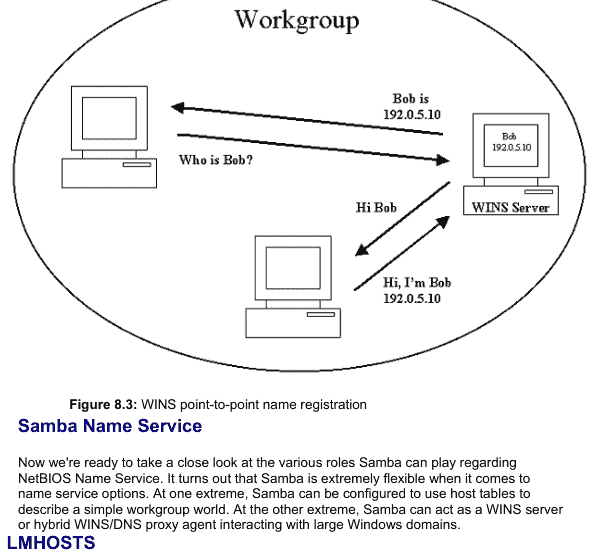 Workgroup
Bob is
192.0.5.10
Who is Bob?
Bob
192.0.5.10
WINS Server
Hi Bob
Hi, I'm Bob
192.0.5.10
Figure 8.3: WINS point-to-point name registration
Samba Name Service
Now we're ready to take a close look at the various roles Samba can play regarding
NetBIOS Name Service. It turns out that Samba is extremely flexible when it comes to
name service options. At one extreme, Samba can be configured to use host tables to
describe a simple workgroup world. At the other extreme, Samba can act as a WINS server
or hybrid WINS/DNS proxy agent interacting with large Windows domains.
LMHOSTS